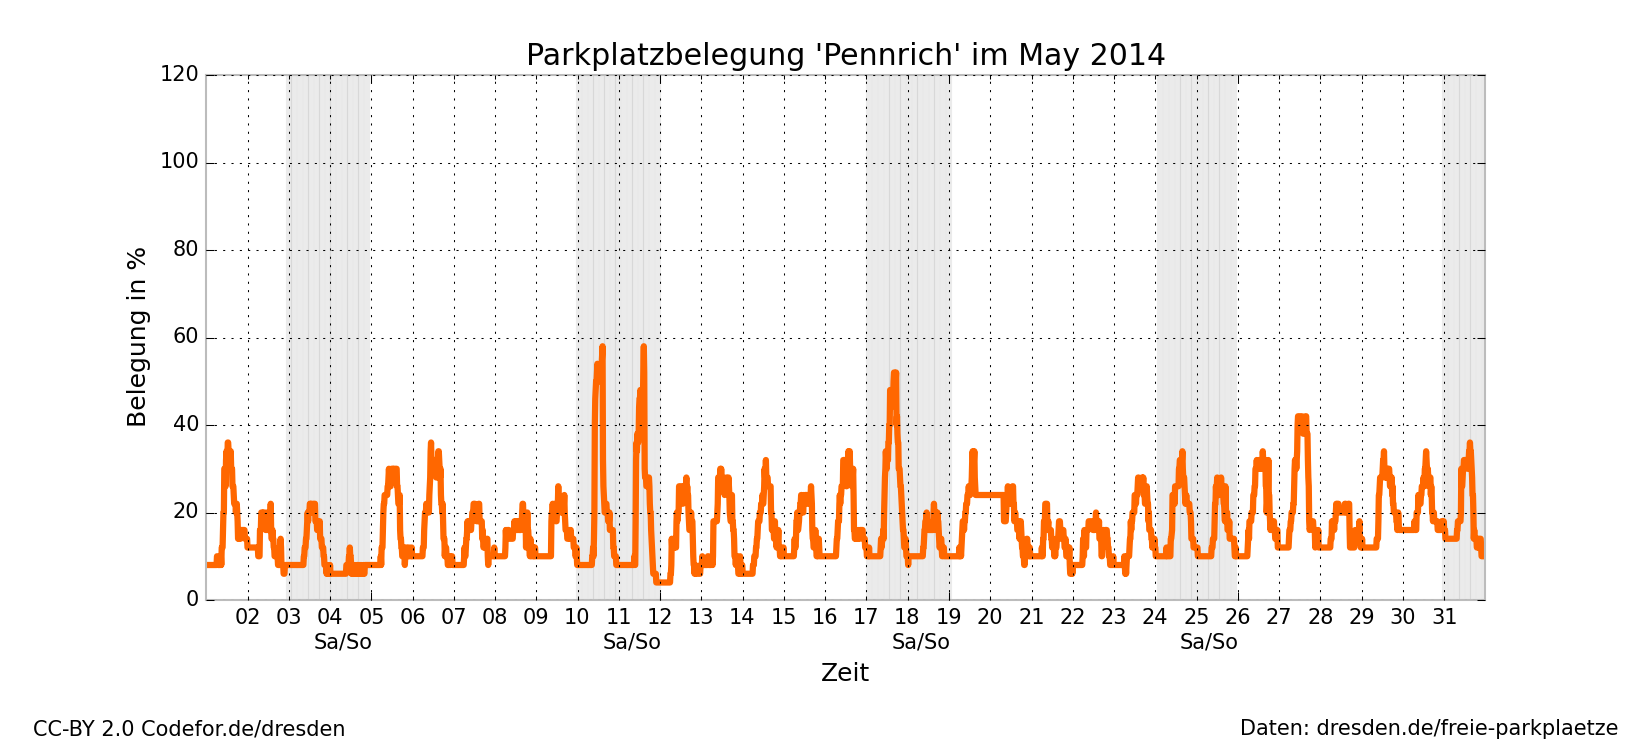 Parkplatzbelegung 'Pennrich' im May 2014
120
100
80
60
40
20
0
Belegung in %
02 03 04 05 06 07 08 09 10 11 12 13 14 15 16 17 18 19 20 21 22 23 24 25 26 27 28 29 30 31
Sa/So Sa/So Sa/So Sa/So
Zeit
CC-BY 2.0 Codefor.de/dresden
Daten: dresden.de/freie-parkplaetze